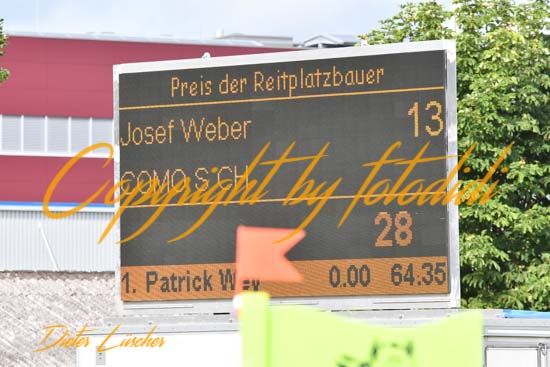 Preis der Reitplatzbauer
Josef Weber 13
COMO S CH
Copyright by fotodidi
28
1. Patrick 0.00 64.35
Dieter Lürcher